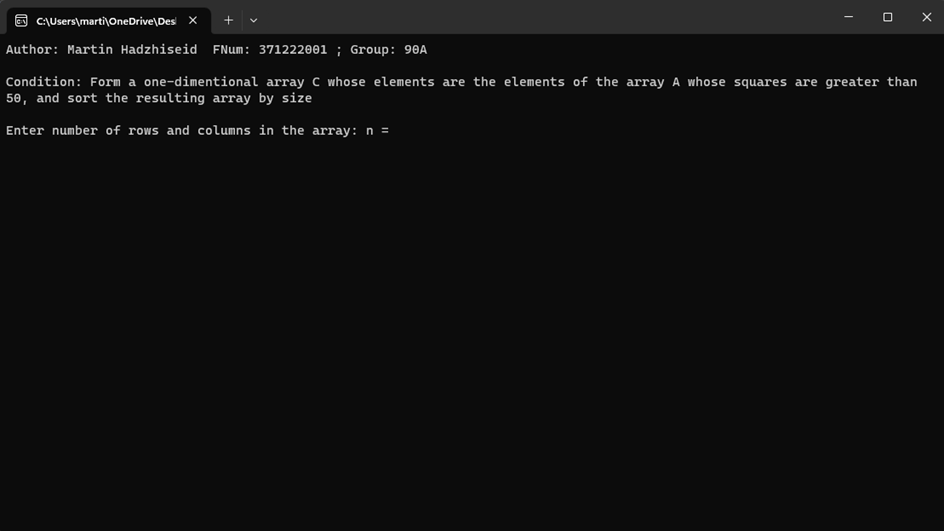 C:\Users\marti\OneDrive\Des
Author: Martin Hadzhiseid  FNum: 371222001 ; Group: 90A
Condition: Form a one-dimentional array C whose elements are the elements of the array A whose squares are greater than
50, and sort the resulting array by size
Enter number of rows and columns in the array: n =